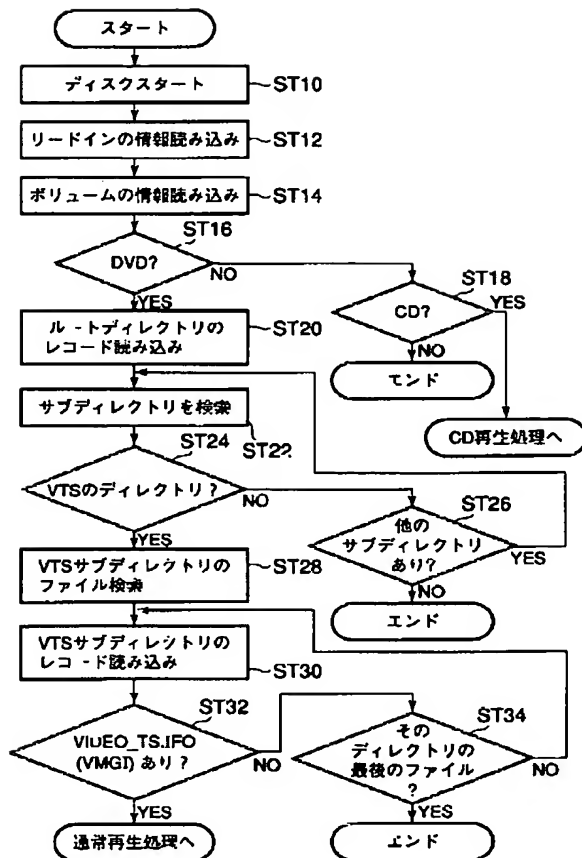 スタート
ディスクスタート
ST10
リードインの情報読み込み
ST12
ボリュームの情報読み込み
ST14
ST16
DVD?
NO
YES
ST18
CD?
YES
NO
エンド
CD再生処理へ
ルートディレクトリの
レコード読み込み
ST20
サブディレクトリを検索
ST22
ST24
VTSのディレクトリ?
NO
YES
ST26
他の
サブディレクトリ
あり?
YES
NO
エンド
VTSサブディレクトリの
ファイル検索
ST28
VTSサブディレクトリの
レコード読み込み
ST30
ST32
VIDEO_TS.IFO
(VMGI) あり?
NO
YES
通常再生処理へ
ST34
その
ディレクトリの
最後のファイル
?
NO
YES
エンド